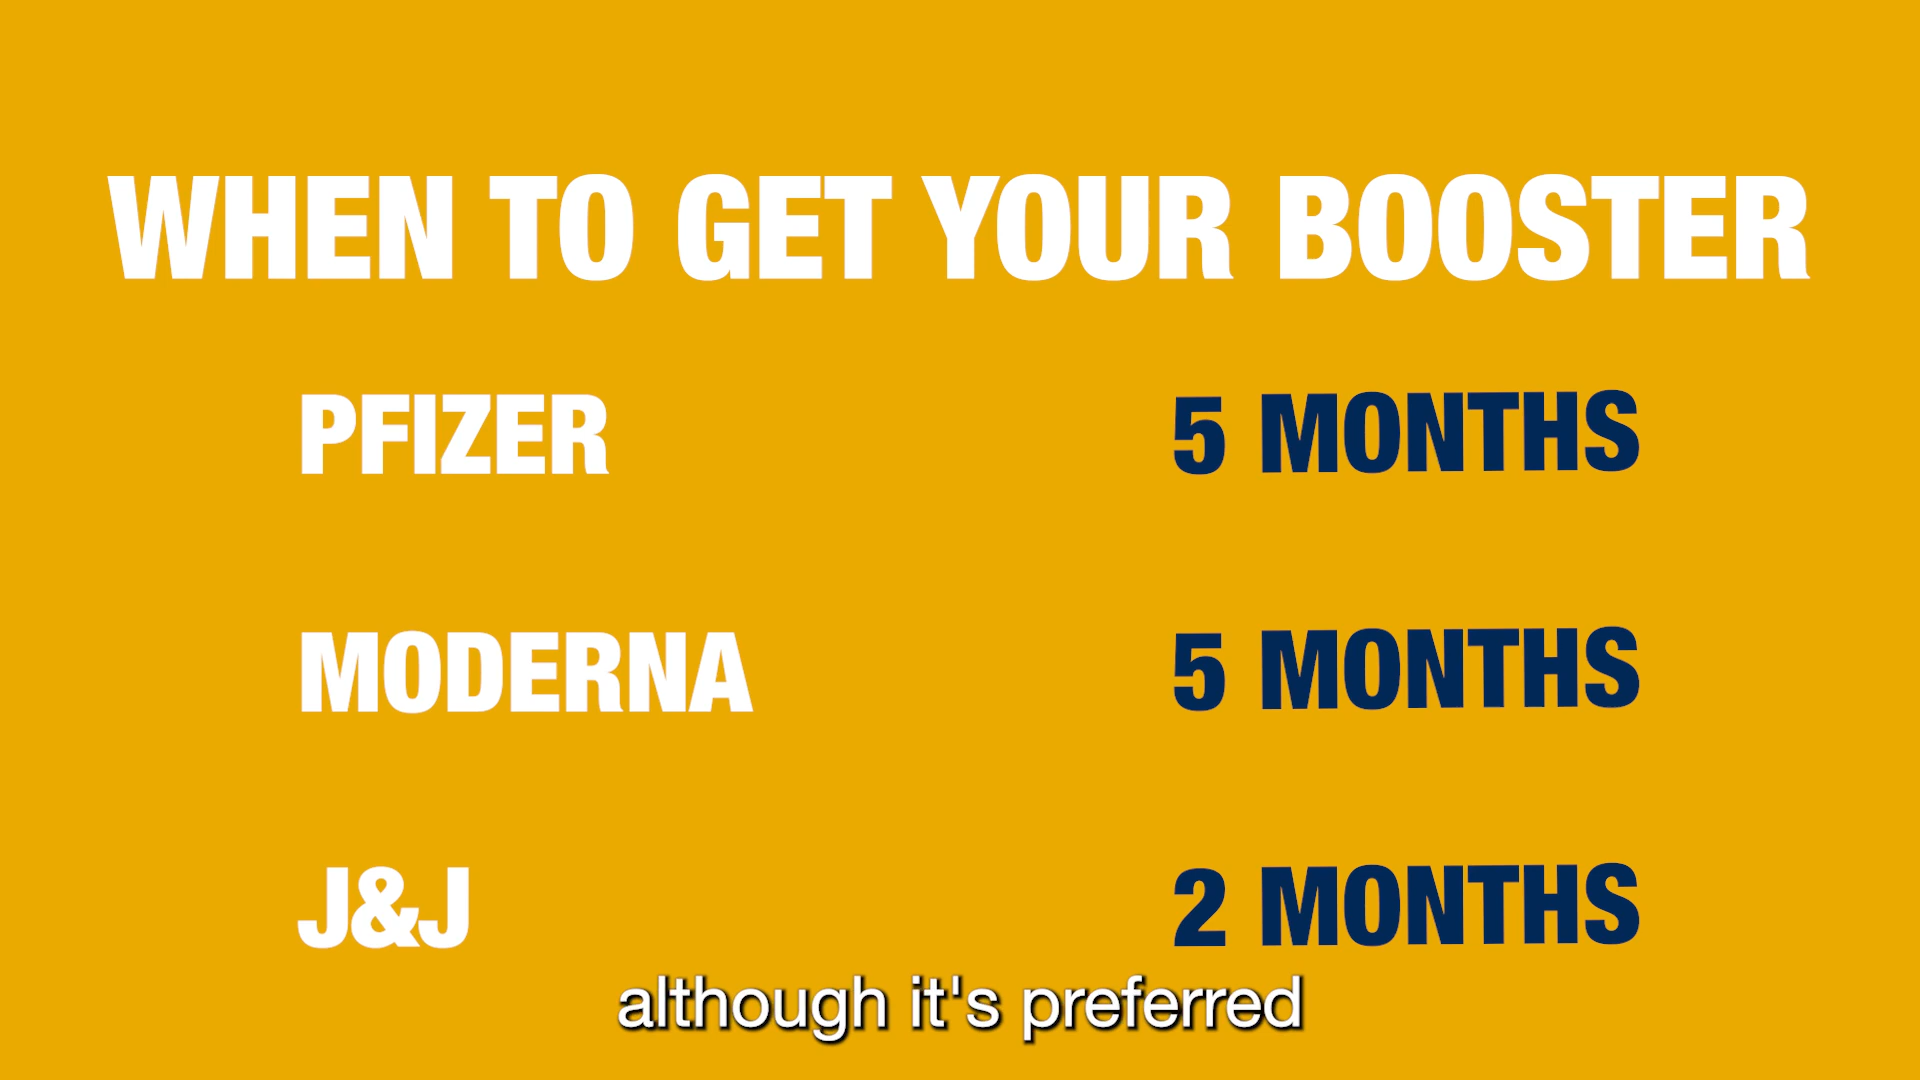 WHEN TO GET YOUR BOOSTER
PFIZER 5 MONTHS
MODERNA 5 MONTHS
J&J 2 MONTHS
although it's preferred